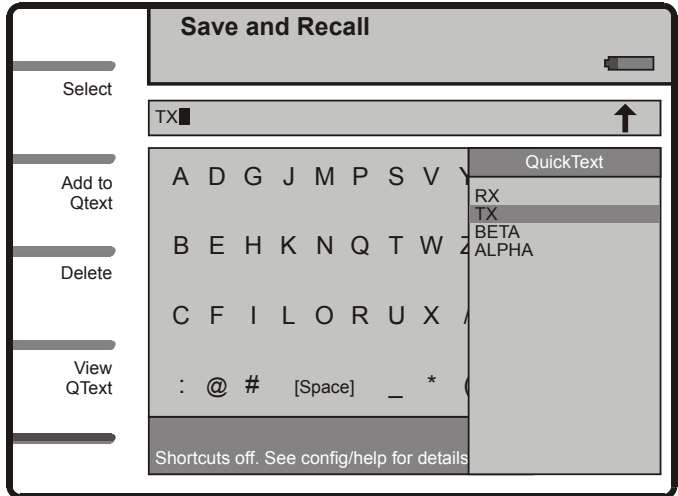 Save and Recall
Select
TX
Add to
Qtext
Delete
View
QText
A D G J M P S V Y
B E H K N Q T W Z
C F I L O R U X /
: @ # [Space] _ * (
Shortcuts off. See config/help for details
QuickText
RX
TX
BETA
ALPHA